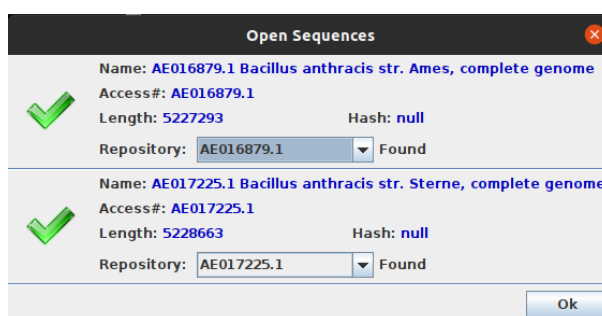 Open Sequences
Name: AE016879.1 Bacillus anthracis str. Ames, complete genome
Access#: AE016879.1
Length: 5227293 Hash: null
Repository: AE016879.1 Found
Name: AE017225.1 Bacillus anthracis str. Sterne, complete genome
Access#: AE017225.1
Length: 5228663 Hash: null
Repository: AE017225.1 Found
Ok